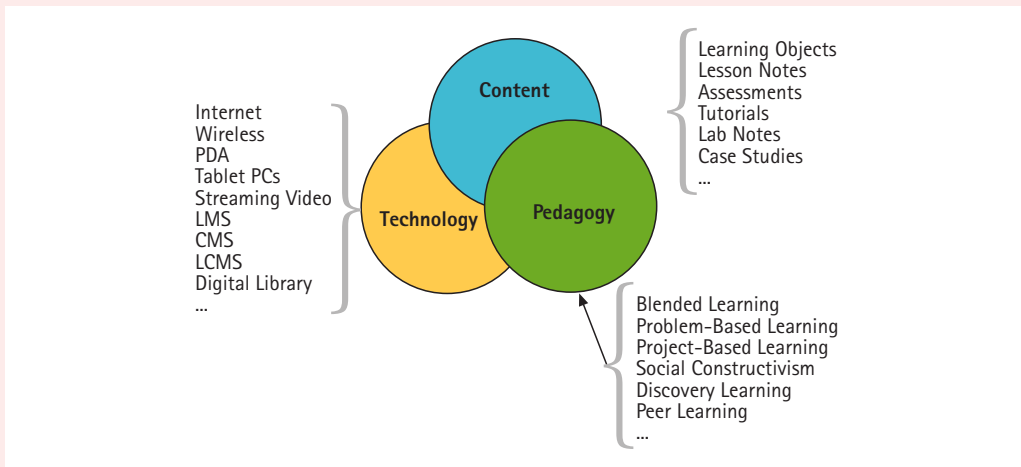 Content
Technology
Pedagogy
Internet
Wireless
PDA
Tablet PCs
Streaming Video
LMS
CMS
LCMS
Digital Library
...
Learning Objects
Lesson Notes
Assessments
Tutorials
Lab Notes
Case Studies
...
Blended Learning
Problem-Based Learning
Project-Based Learning
Social Constructivism
Discovery Learning
Peer Learning
...